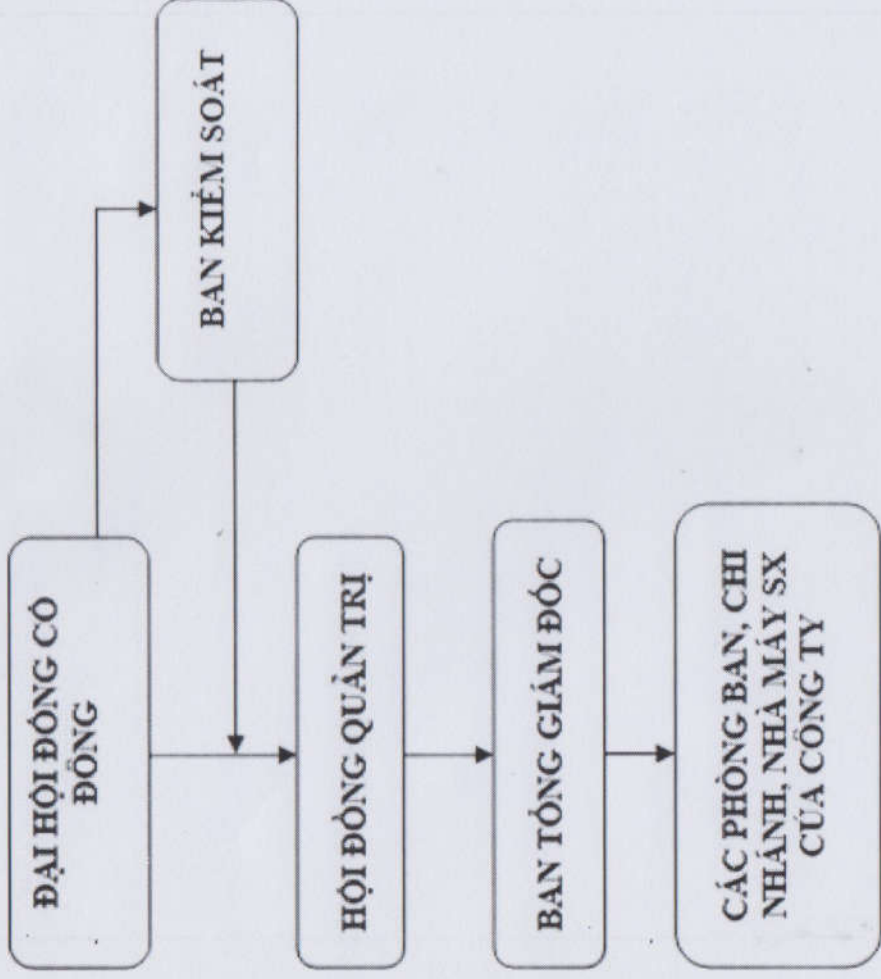 ĐẠI HỘI ĐỒNG CỔ
ĐÔNG
BAN KIỂM SOÁT
HỘI ĐỒNG QUẢN TRỊ
BAN TỔNG GIÁM ĐỐC
CÁC PHÒNG BAN, CHI
NHÁNH, NHÀ MÁY SX
CỦA CÔNG TY